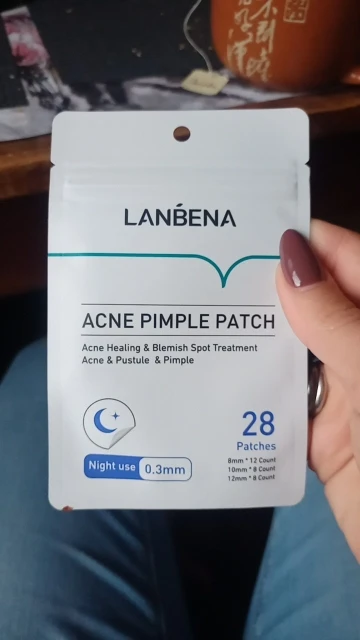 LANBENA
ACNE PIMPLE PATCH
Acne Healing & Blemish Spot Treatment
Acne & Pustule & Pimple
28
Patches
Night use 0.3mm
8mm * 12 Count
10mm * 8 Count
12mm * 8 Count